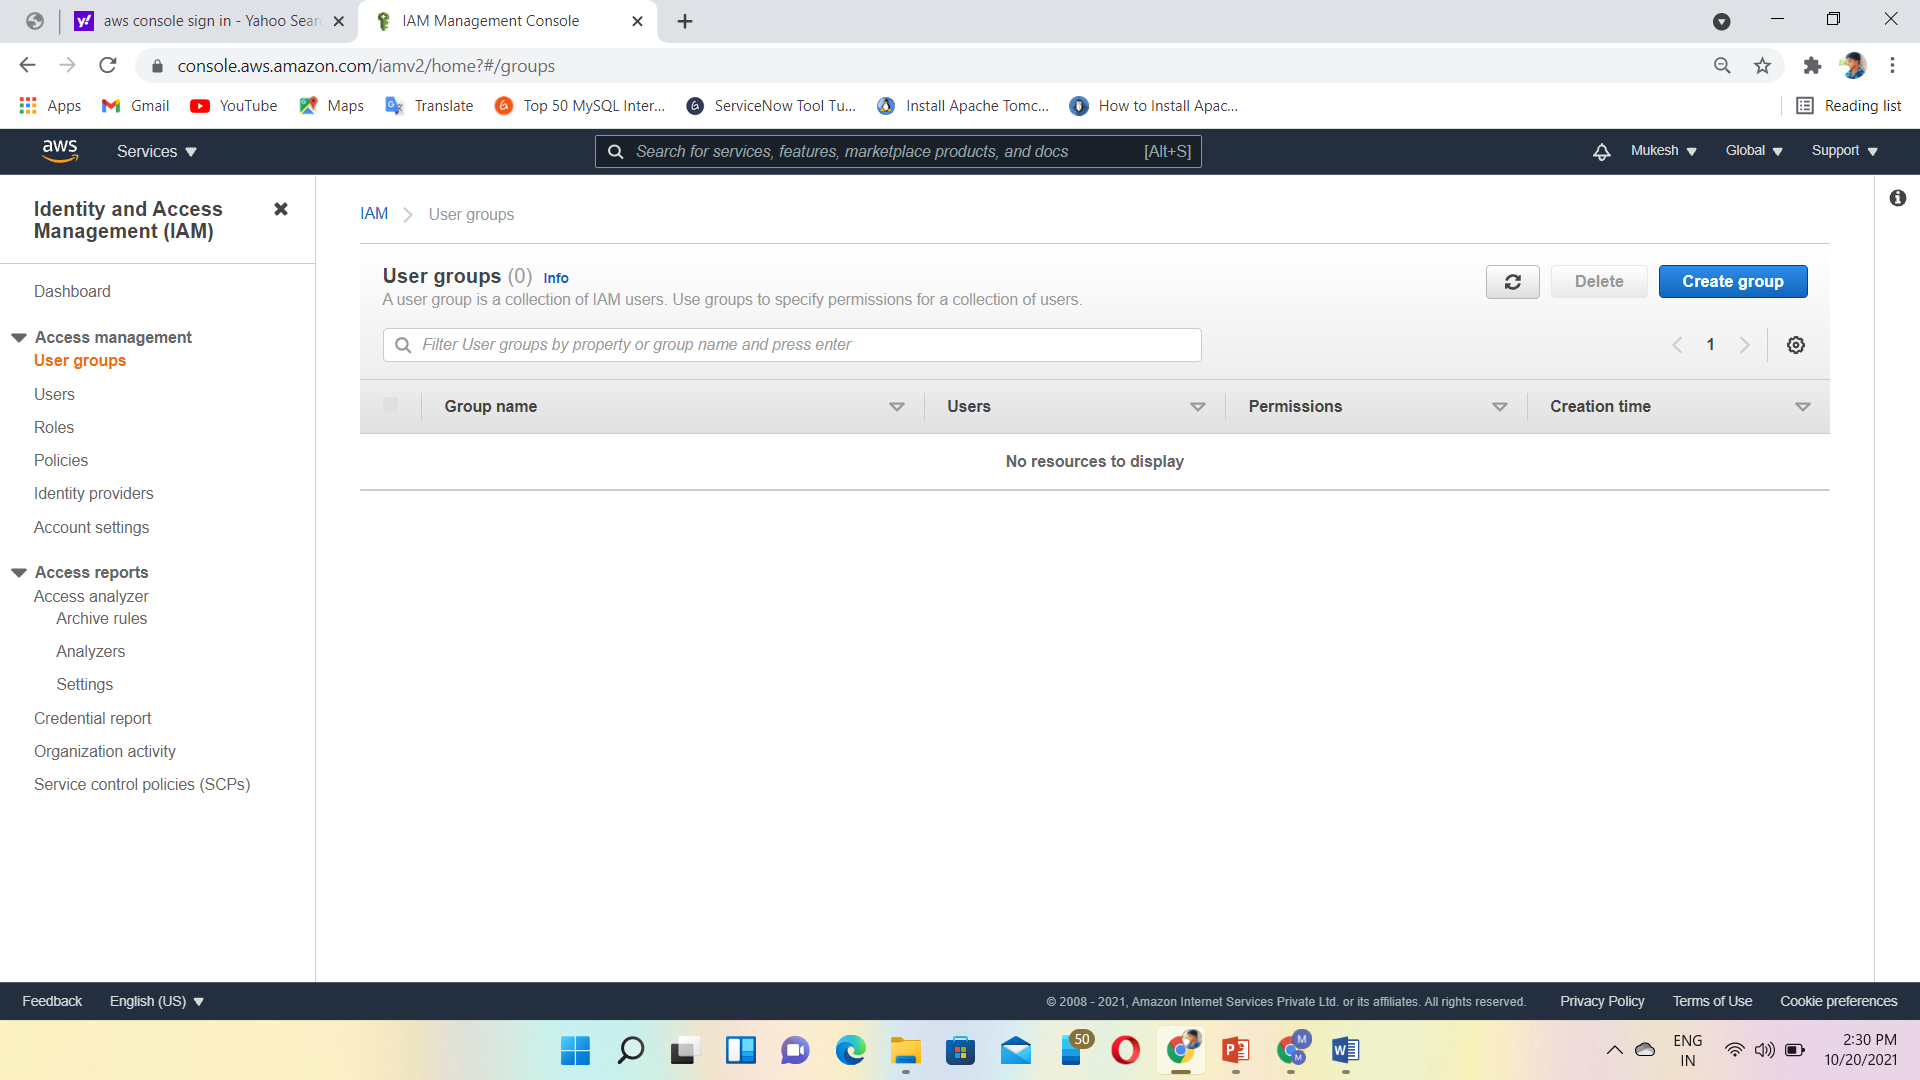 aws console sign in - Yahoo Sear
IAM Management Console
console.aws.amazon.com/iamv2/home?#/groups
Apps
Gmail
YouTube
Maps
Translate
Top 50 MySQL Inter...
ServiceNow Tool Tu...
Install Apache Tomc...
How to Install Apac...
Reading list
aws
Services
Search for services, features, marketplace products, and docs
[Alt+S]
Mukesh
Global
Support
Identity and Access
Management (IAM)
Dashboard
Access management
User groups
Users
Roles
Policies
Identity providers
Account settings
Access reports
Access analyzer
Archive rules
Analyzers
Settings
Credential report
Organization activity
Service control policies (SCPs)
IAM
User groups
User groups (0) Info
A user group is a collection of IAM users. Use groups to specify permissions for a collection of users.
Delete
Create group
Filter User groups by property or group name and press enter
1
Group name
Users
Permissions
Creation time
No resources to display
Feedback
English (US)
© 2008 - 2021, Amazon Internet Services Private Ltd. or its affiliates. All rights reserved.
Privacy Policy
Terms of Use
Cookie preferences
50
M
M
ENG
IN
2:30 PM
10/20/2021